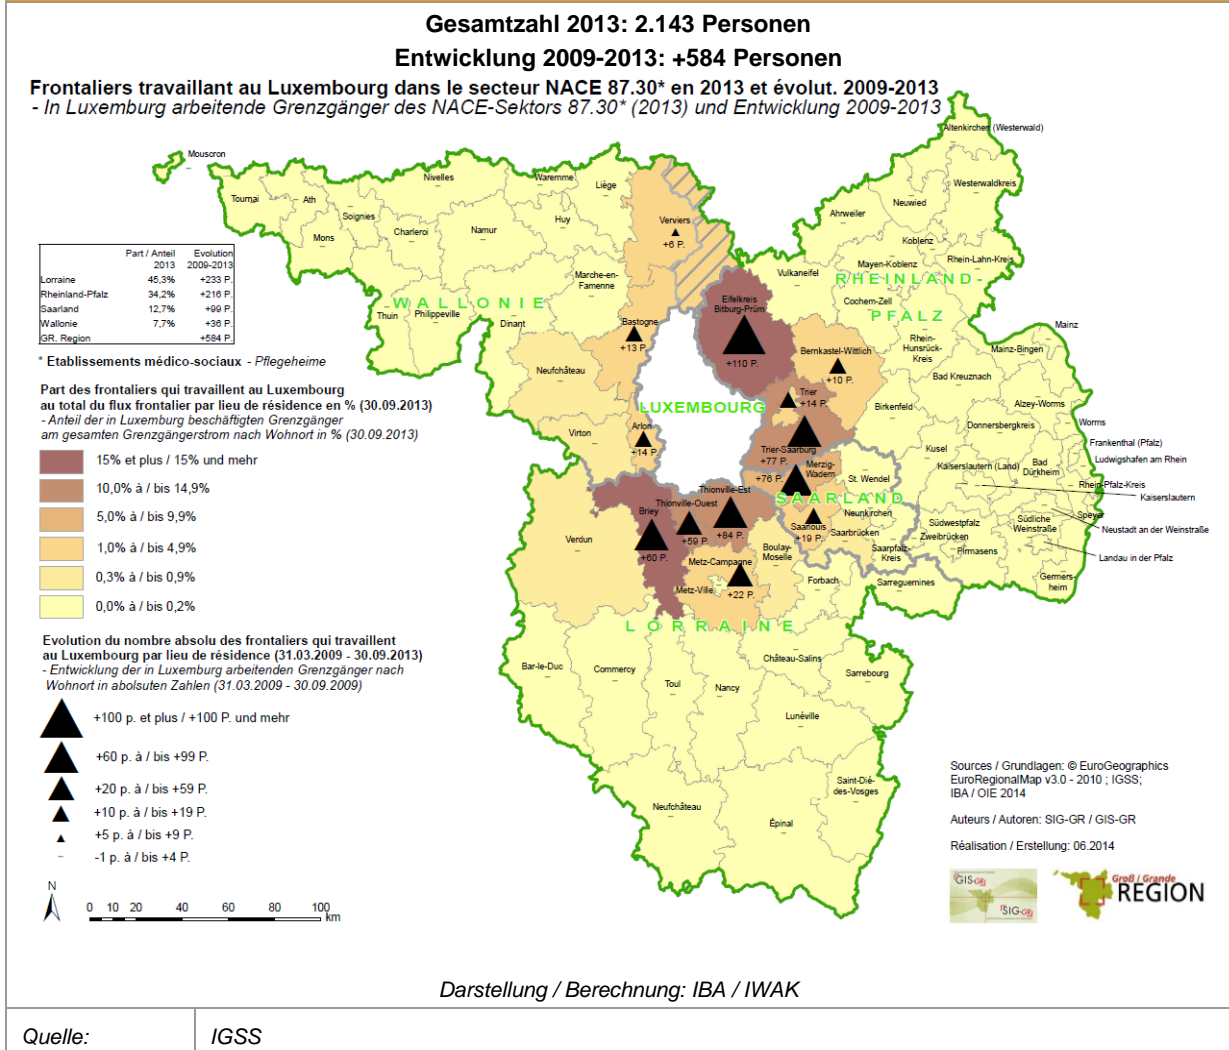 Gesamtzahl 2013: 2.143 Personen
Entwicklung 2009-2013: +584 Personen
Frontaliers travaillant au Luxembourg dans le secteur NACE 87.30* en 2013 et évolut. 2009-2013
- In Luxemburg arbeitende Grenzgänger des NACE-Sektors 87.30* (2013) und Entwicklung 2009-2013
Part / Anteil 2013 Evolution 2009-2013
Lorraine 45,3% +233 P.
Rheinland-Pfalz 34,2% +216 P.
Saarland 12,7% +99 P.
Wallonie 7,7% +36 P.
GR. Region +584 P.
* Etablissements médico-sociaux - Pflegeheime
Part des frontaliers qui travaillent au Luxembourg
au total du flux frontalier par lieu de résidence en % (30.09.2013)
- Anteil der in Luxemburg beschäftigten Grenzgänger
am gesamten Grenzgängerstrom nach Wohnort in % (30.09.2013)
15% et plus / 15% und mehr
10,0% à / bis 14,9%
5,0% à / bis 9,9%
1,0% à / bis 4,9%
0,3% à / bis 0,9%
0,0% à / bis 0,2%
Evolution du nombre absolu des frontaliers qui travaillent
au Luxembourg par lieu de résidence (31.03.2009 - 30.09.2013)
- Entwicklung der in Luxemburg arbeitenden Grenzgänger nach
Wohnort in abolsuten Zahlen (31.03.2009 - 30.09.2009)
+100 p. et plus / +100 P. und mehr
+60 p. à / bis +99 P.
+20 p. à / bis +59 P.
+10 p. à / bis +19 P.
+5 p. à / bis +9 P.
-1 p. à / bis +4 P.
N
0 10 20 40 60 80 100
km
Mouscron
Tournai
Ath
Mons
Soignies
Nivelles
Charleroi
Namur
Waremme
Huy
Liège
Verviers
+6 P.
Marche-en-
Famenne
WALLONIE
Thuin
Philippeville
Dinant
Bastogne
+13 P.
Neufchâteau
Virton
Arlon
+14 P.
LUXEMBOURG
Altenkirchen (Westerwald)
Westerwaldkreis
Neuwied
Ahrweiler
Koblenz
Mayen-Koblenz
Rhein-Lahn-Kreis
Vulkaneifel
RHEINLAND-
PFALZ
Cochem-Zell
Eifelkreis
Bitburg-Prüm
+110 P.
Bernkastel-Wittlich
+10 P.
Rhein-
Hunsrück-
Kreis
Mainz
Mainz-Bingen
Bad Kreuznach
Alzey-Worms
Trier
+14 P.
Birkenfeld
Donnersbergkreis
Worms
Frankenthal (Pfalz)
Ludwigshafen am Rhein
Trier-Saarburg
+77 P.
Kusel
Kaiserslautern (Land)
Bad
Dürkheim
Rhein-Pfalz-Kreis
Kaiserslautern
Speyer
Neustadt an der Weinstraße
Südliche
Weinstraße
Landau in der Pfalz
Germers-
heim
Südwestpfalz
Zweibrücken
Pirmasens
Merzig-
Wadern
+76 P.
St. Wendel
SAARLAND
Neunkirchen
Saarlouis
+19 P.
Saarbrücken
Saarpfalz-
Kreis
Thionville-Est
+84 P.
Thionville-Ouest
+59 P.
Briey
+60 P.
Verdun
Metz-Campagne
+22 P.
Metz-Ville
Boulay-
Moselle
Forbach
Sarreguemines
LORRAINE
Bar-le-Duc
Commercy
Toul
Nancy
Château-Salins
Sarrebourg
Lunéville
Saint-Dié-
des-Vosges
Neufchâteau
Épinal
Sources / Grundlagen: © EuroGeographics
EuroRegionalMap v3.0 - 2010 ; IGSS;
IBA / OIE 2014
Auteurs / Autoren: SIG-GR / GIS-GR
Réalisation / Erstellung: 06.2014
GIS-GR
SIG-GR
Groß / Grande
REGION
Darstellung / Berechnung: IBA / IWAK
Quelle: IGSS